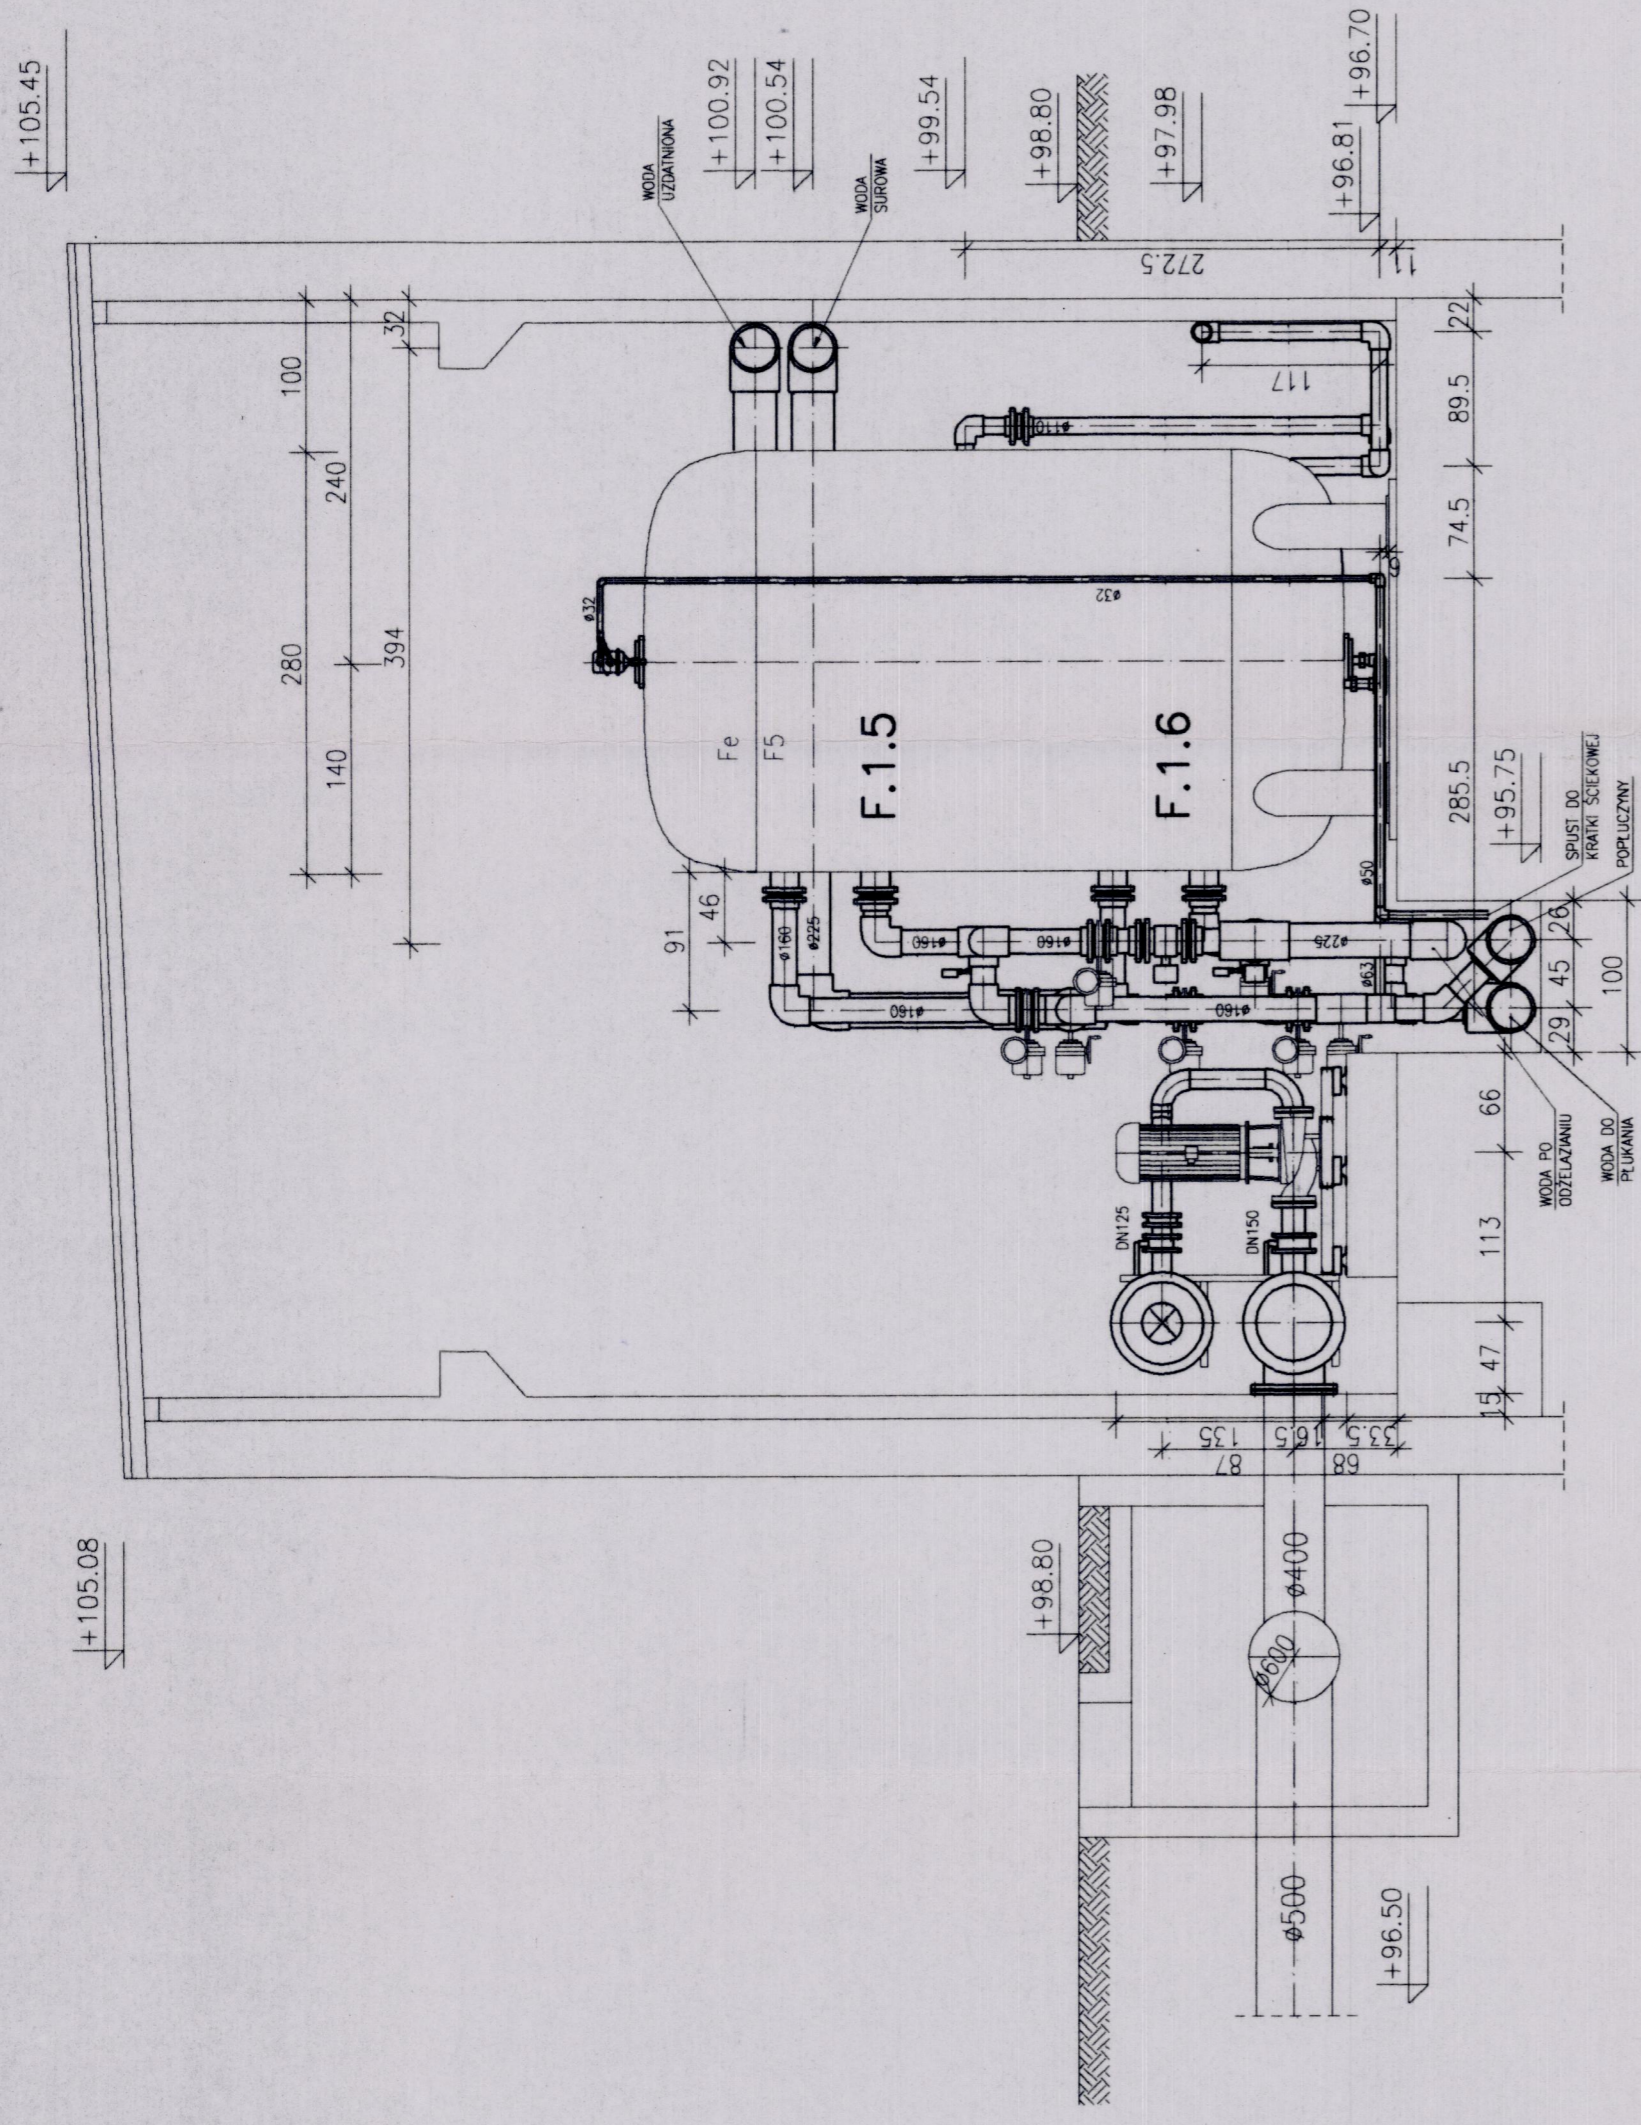 +105.45
+105.08
100
280
240
140
32
394
WODA
UZDATNIONA
WODA
SUROWA
+100.92
+100.54
+99.54
+98.80
+97.98
+96.81
+96.70
272.5
11
117
22
89.5
74.5
285.5
9
ø110
ø32
ø32
Fe
F5
F.1.5
F.1.6
91
46
ø160
ø225
ø160
ø160
ø225
ø160
ø160
ø63
ø50
+95.75
SPUST DO
KRATKI ŚCIEKOWEJ
POPŁUCZYNY
26
45
29
100
66
113
47
15
WODA PO
ODŻELAZIANIU
WODA DO
PŁUKANIA
DN125
DN150
135
16.5
33.5
87
68
+98.80
ø400
ø600
ø500
+96.50